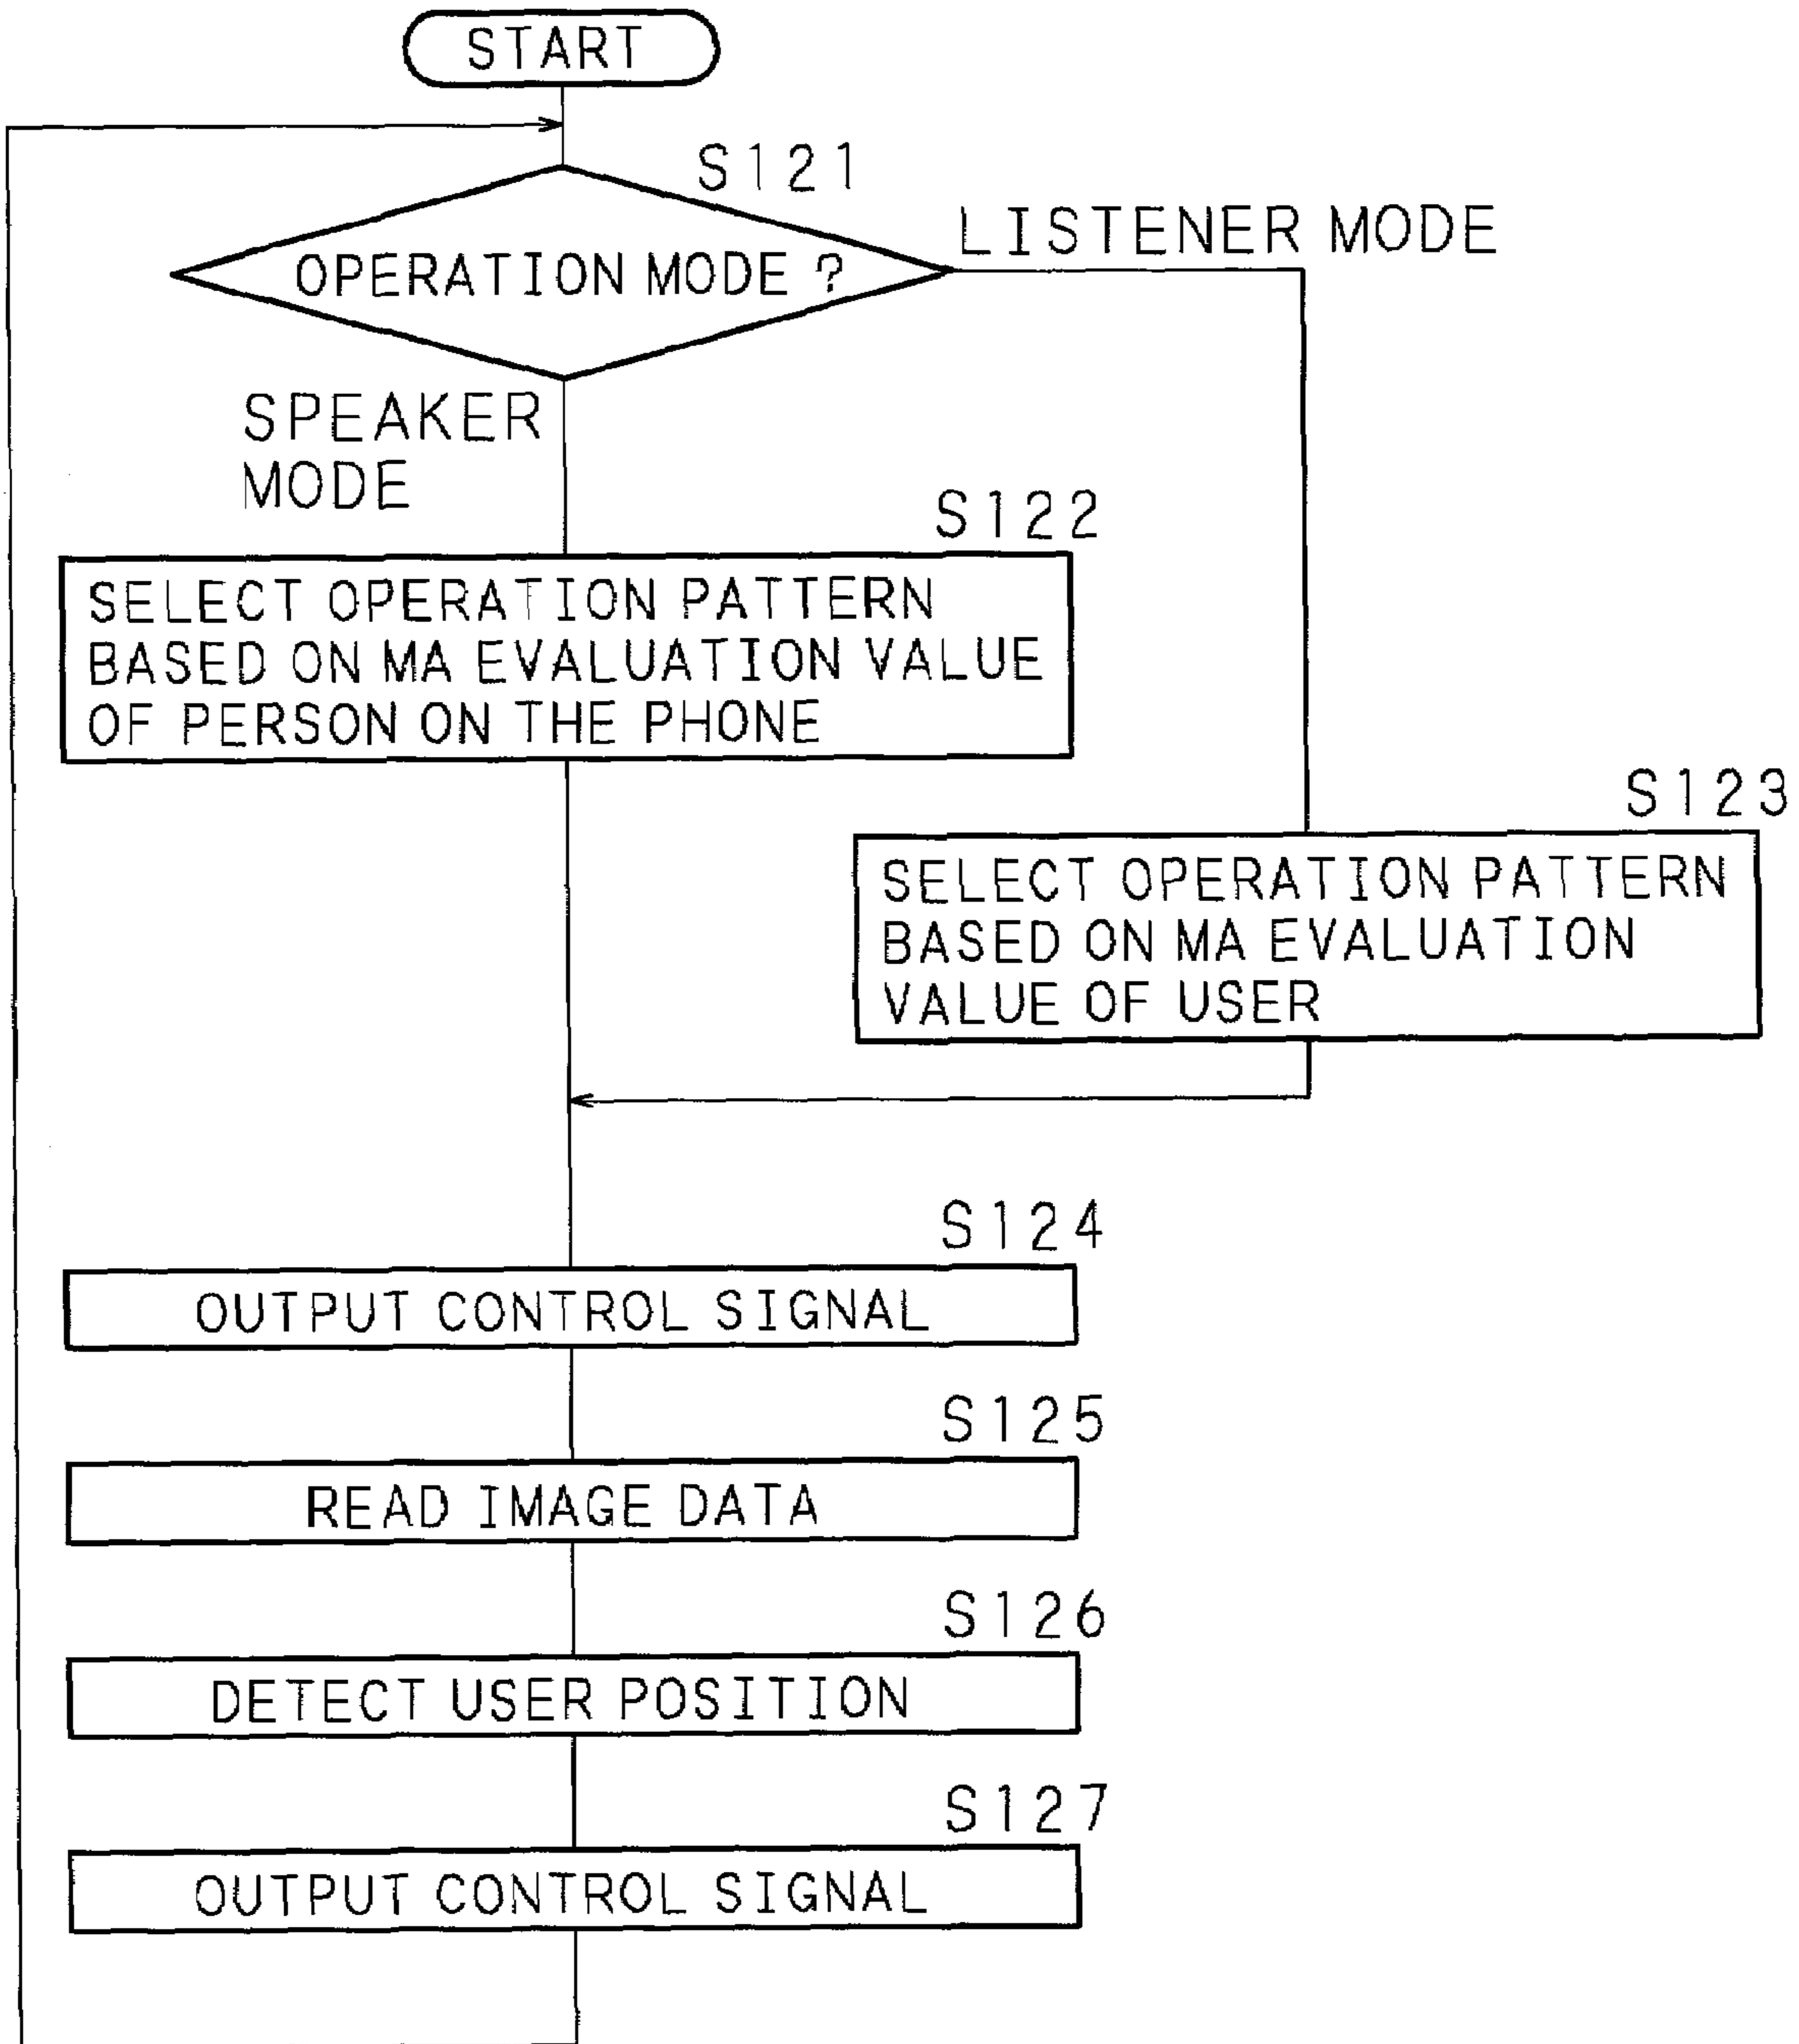 START
S121
OPERATION MODE ?
LISTENER MODE
SPEAKER
MODE
S122
SELECT OPERATION PATTERN
BASED ON MA EVALUATION VALUE
OF PERSON ON THE PHONE
S123
SELECT OPERATION PATTERN
BASED ON MA EVALUATION
VALUE OF USER
S124
OUTPUT CONTROL SIGNAL
S125
READ IMAGE DATA
S126
DETECT USER POSITION
S127
OUTPUT CONTROL SIGNAL